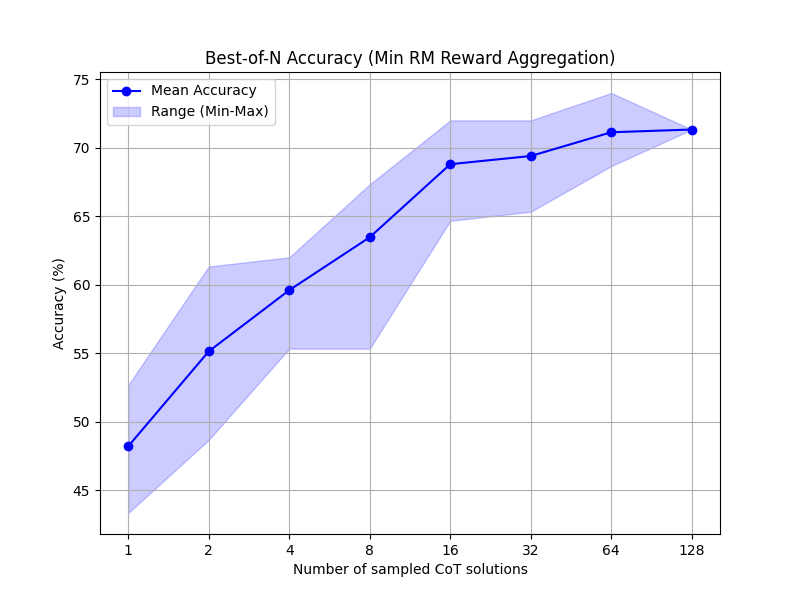 Best-of-N Accuracy (Min RM Reward Aggregation)
Mean Accuracy
Range (Min-Max)
Accuracy (%)
75
70
65
60
55
50
45
1 2 4 8 16 32 64 128
Number of sampled CoT solutions